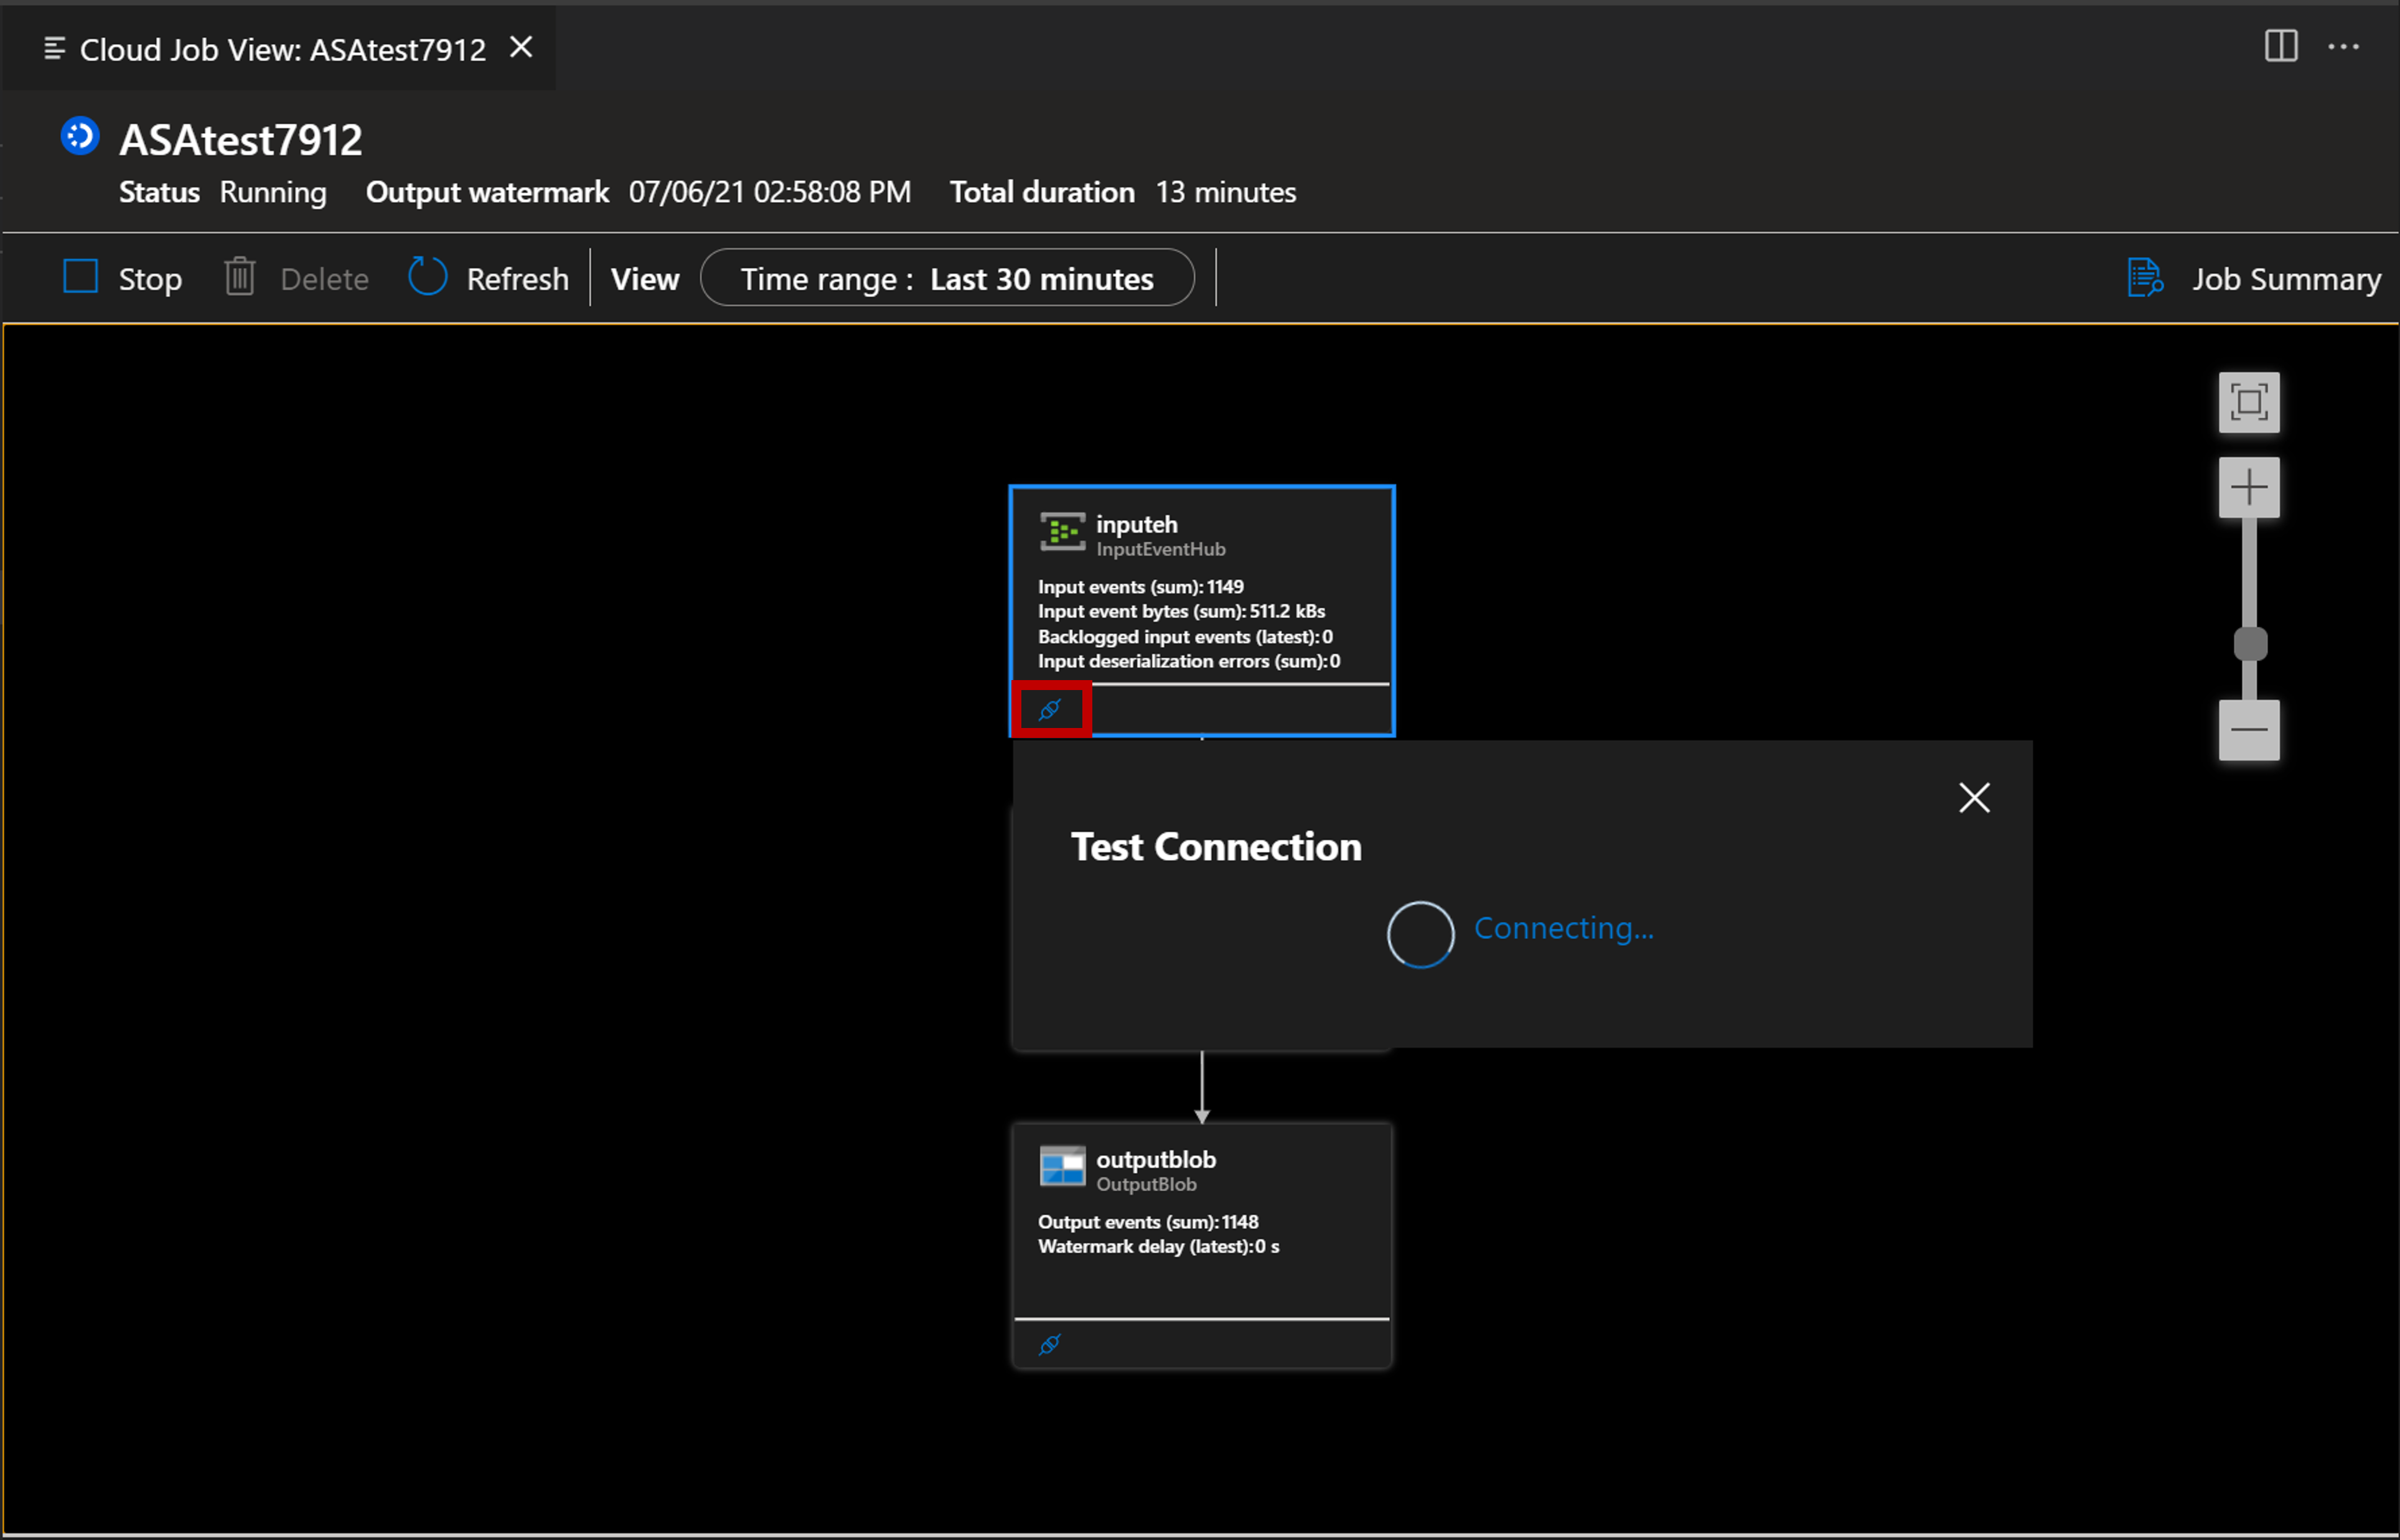 Cloud Job View: ASAtest7912
ASAtest7912
Status Running Output watermark 07/06/21 02:58:08 PM Total duration 13 minutes
Stop Delete Refresh View Time range : Last 30 minutes Job Summary
inputeh
InputEventHub
Input events (sum): 1149
Input event bytes (sum): 511.2 kBs
Backlogged input events (latest): 0
Input deserialization errors (sum): 0
Test Connection
Connecting...
outputblob
OutputBlob
Output events (sum): 1148
Watermark delay (latest): 0 s